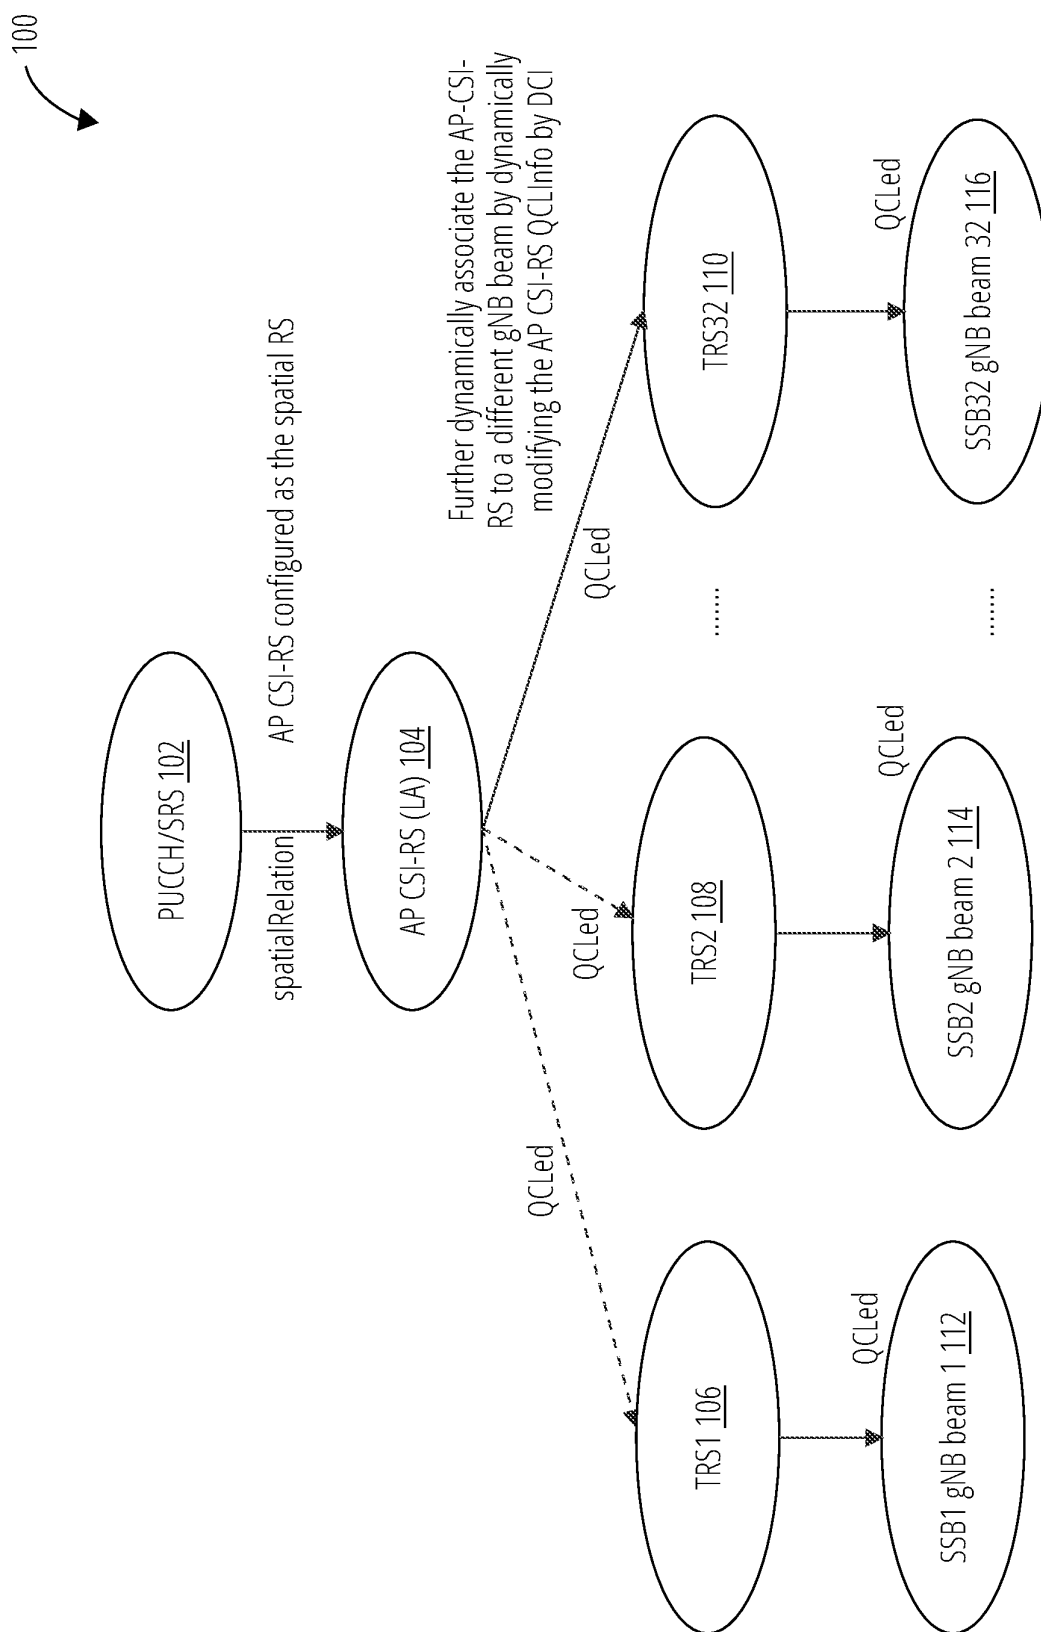 100
PUCCH/SRS 102
spatialRelation
AP CSI-RS configured as the spatial RS
AP CSI-RS (LA) 104
Further dynamically associate the AP-CSI-
RS to a different gNB beam by dynamically
modifying the AP CSI-RS QCLInfo by DCI
QCLed
QCLed
QCLed
TRS1 106
TRS2 108
.......
TRS32 110
QCLed
QCLed
QCLed
SSB1 gNB beam 1 112
SSB2 gNB beam 2 114
.......
SSB32 gNB beam 32 116